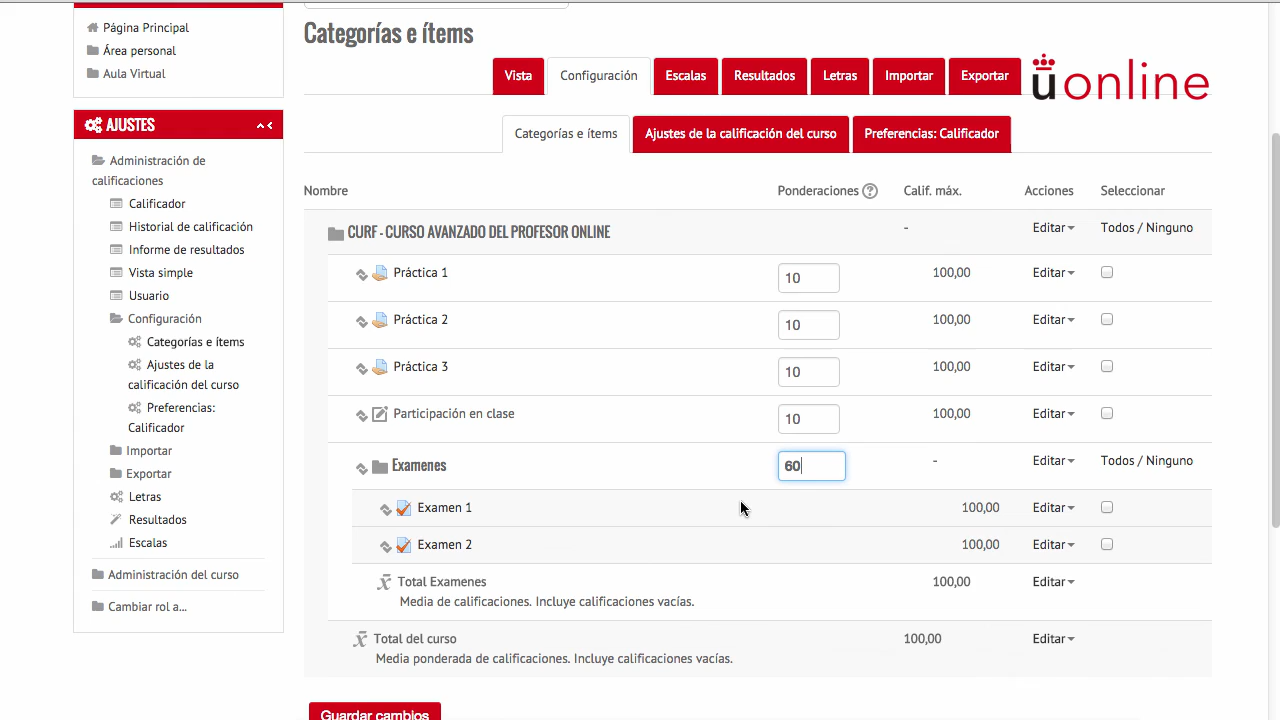 Página Principal
Área personal
Aula Virtual
AJUSTES
Administración de
calificaciones
Calificador
Historial de calificación
Informe de resultados
Vista simple
Usuario
Configuración
Categorías e ítems
Ajustes de la
calificación del curso
Preferencias:
Calificador
Importar
Exportar
Letras
Resultados
Escalas
Administración del curso
Cambiar rol a...
Categorías e ítems
Vista Configuración Escalas Resultados Letras Importar Exportar
uonline
Categorías e ítems Ajustes de la calificación del curso Preferencias: Calificador
Nombre Ponderaciones ? Calif. máx. Acciones Seleccionar
CURF - CURSO AVANZADO DEL PROFESOR ONLINE - Editar Todos / Ninguno
Práctica 1 10 100,00 Editar
Práctica 2 10 100,00 Editar
Práctica 3 10 100,00 Editar
Participación en clase 10 100,00 Editar
Examenes 60 - Editar Todos / Ninguno
Examen 1 100,00 Editar
Examen 2 100,00 Editar
Total Examenes 100,00 Editar
Media de calificaciones. Incluye calificaciones vacías.
Total del curso 100,00 Editar
Media ponderada de calificaciones. Incluye calificaciones vacías.
Guardar cambios